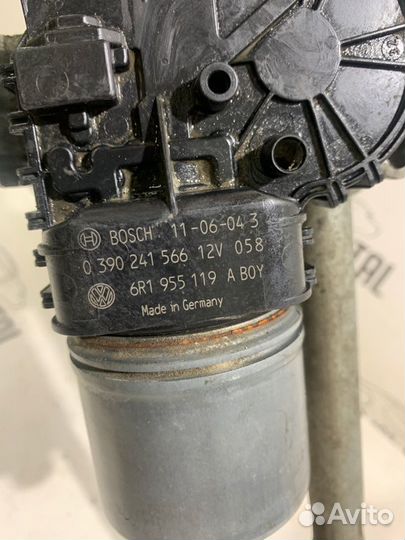 BOSCH 11-06-04 3
0 390 241 566 12V 058
6R1 955 119 A BOY
Made in Germany
Avito